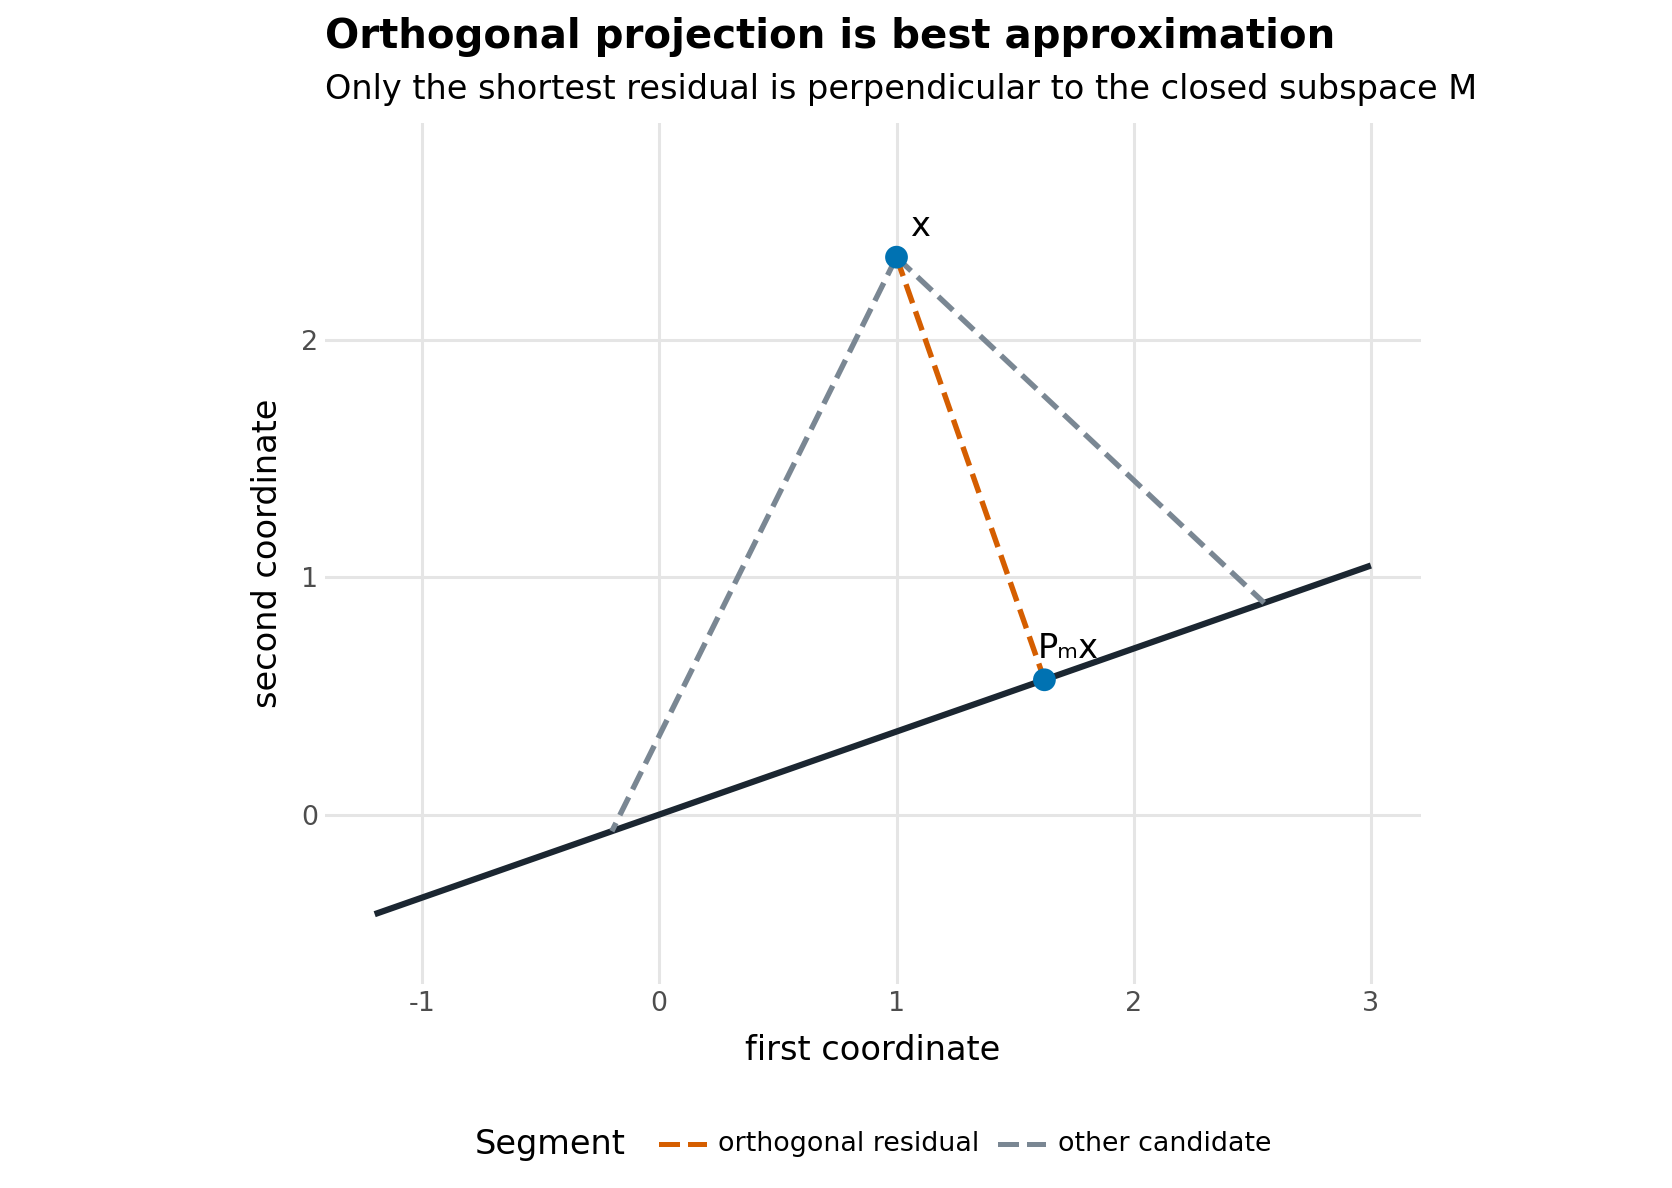 Orthogonal projection is best approximation
Only the shortest residual is perpendicular to the closed subspace M
x
2
second coordinate
1
Pₘx
0
-1 0 1 2 3
first coordinate
Segment orthogonal residual other candidate